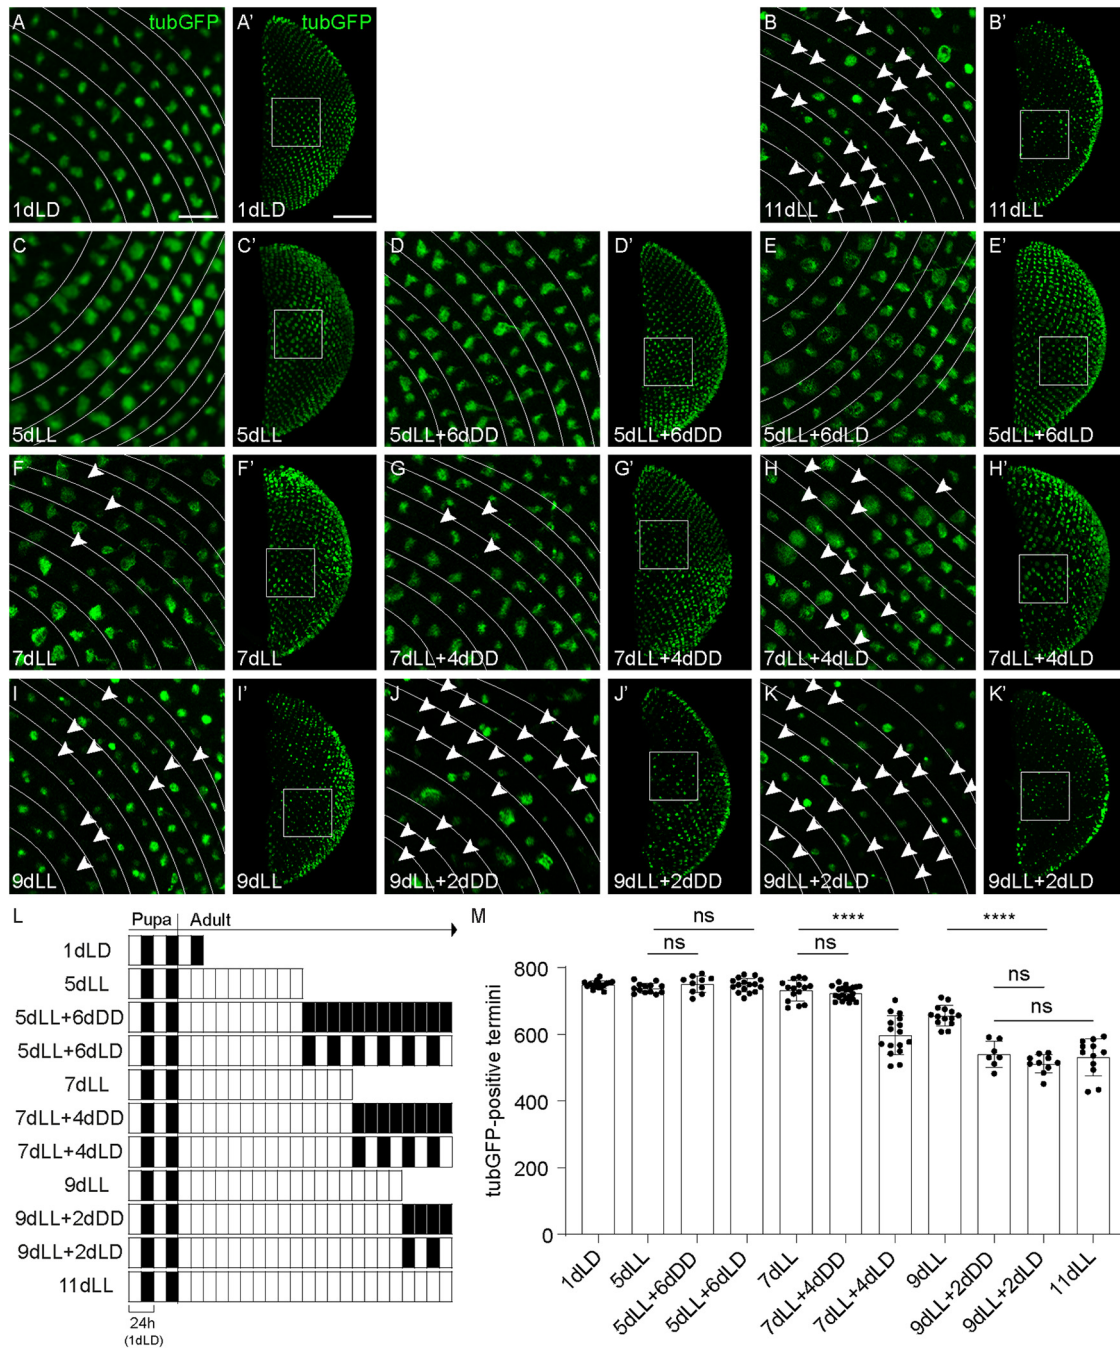 A tubGFP A' tubGFP B B'
1dLD 1dLD 11dLL 11dLL
C C' D D' E E'
5dLL 5dLL 5dLL+6dDD 5dLL+6dDD 5dLL+6dLD 5dLL+6dLD
F F' G G' H H'
7dLL 7dLL 7dLL+4dDD 7dLL+4dDD 7dLL+4dLD 7dLL+4dLD
I I' J J' K K'
9dLL 9dLL 9dLL+2dDD 9dLL+2dDD 9dLL+2dLD 9dLL+2dLD
L
Pupa Adult
1dLD
5dLL
5dLL+6dDD
5dLL+6dLD
7dLL
7dLL+4dDD
7dLL+4dLD
9dLL
9dLL+2dDD
9dLL+2dLD
11dLL
24h
(1dLD)
M
ns **** ****
ns ns ns
ns
tubGFP-positive termini
800
600
400
200
0
1dLD
5dLL
5dLL+6dDD
5dLL+6dLD
7dLL
7dLL+4dDD
7dLL+4dLD
9dLL
9dLL+2dDD
9dLL+2dLD
11dLL